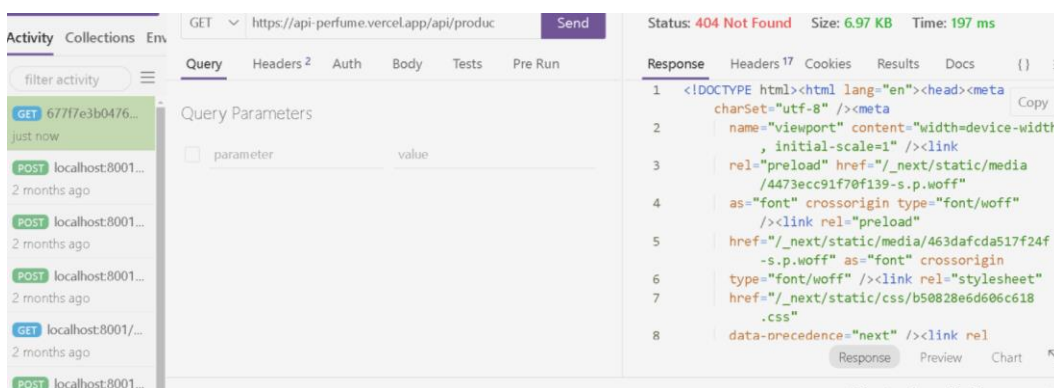 GET https://api-perfume.vercel.app/api/produc Send
Status: 404 Not Found Size: 6.97 KB Time: 197 ms
Activity Collections Env
filter activity
GET 677f7e3b0476...
just now
POST localhost:8001...
2 months ago
POST localhost:8001...
2 months ago
POST localhost:8001...
2 months ago
GET localhost:8001/...
2 months ago
POST localhost:8001...
Query Headers 2 Auth Body Tests Pre Run
Query Parameters
parameter value
Response Headers 17 Cookies Results Docs {}
Copy
1 <!DOCTYPE html><html lang="en"><head><meta
charSet="utf-8" /><meta
2 name="viewport" content="width=device-width
, initial-scale=1" /><link
3 rel="preload" href="/_next/static/media
/4473ecc91f70f139-s.p.woff"
4 as="font" crossorigin type="font/woff"
/><link rel="preload"
5 href="/_next/static/media/463dafcda517f24f
-s.p.woff" as="font" crossorigin
6 type="font/woff" /><link rel="stylesheet"
7 href="/_next/static/css/b50828e6d606c618
.css"
8 data-precedence="next" /><link rel
Response Preview Chart